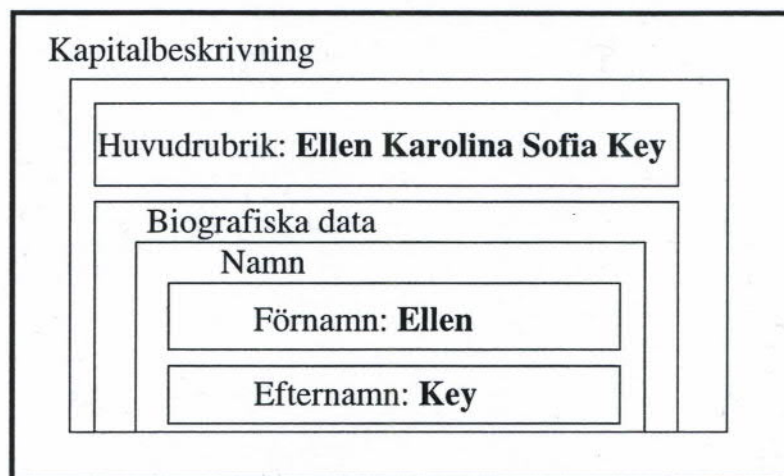 Kapitalbeskrivning
Huvudrubrik: Ellen Karolina Sofia Key
Biografiska data
Namn
Förnamn: Ellen
Efternamn: Key